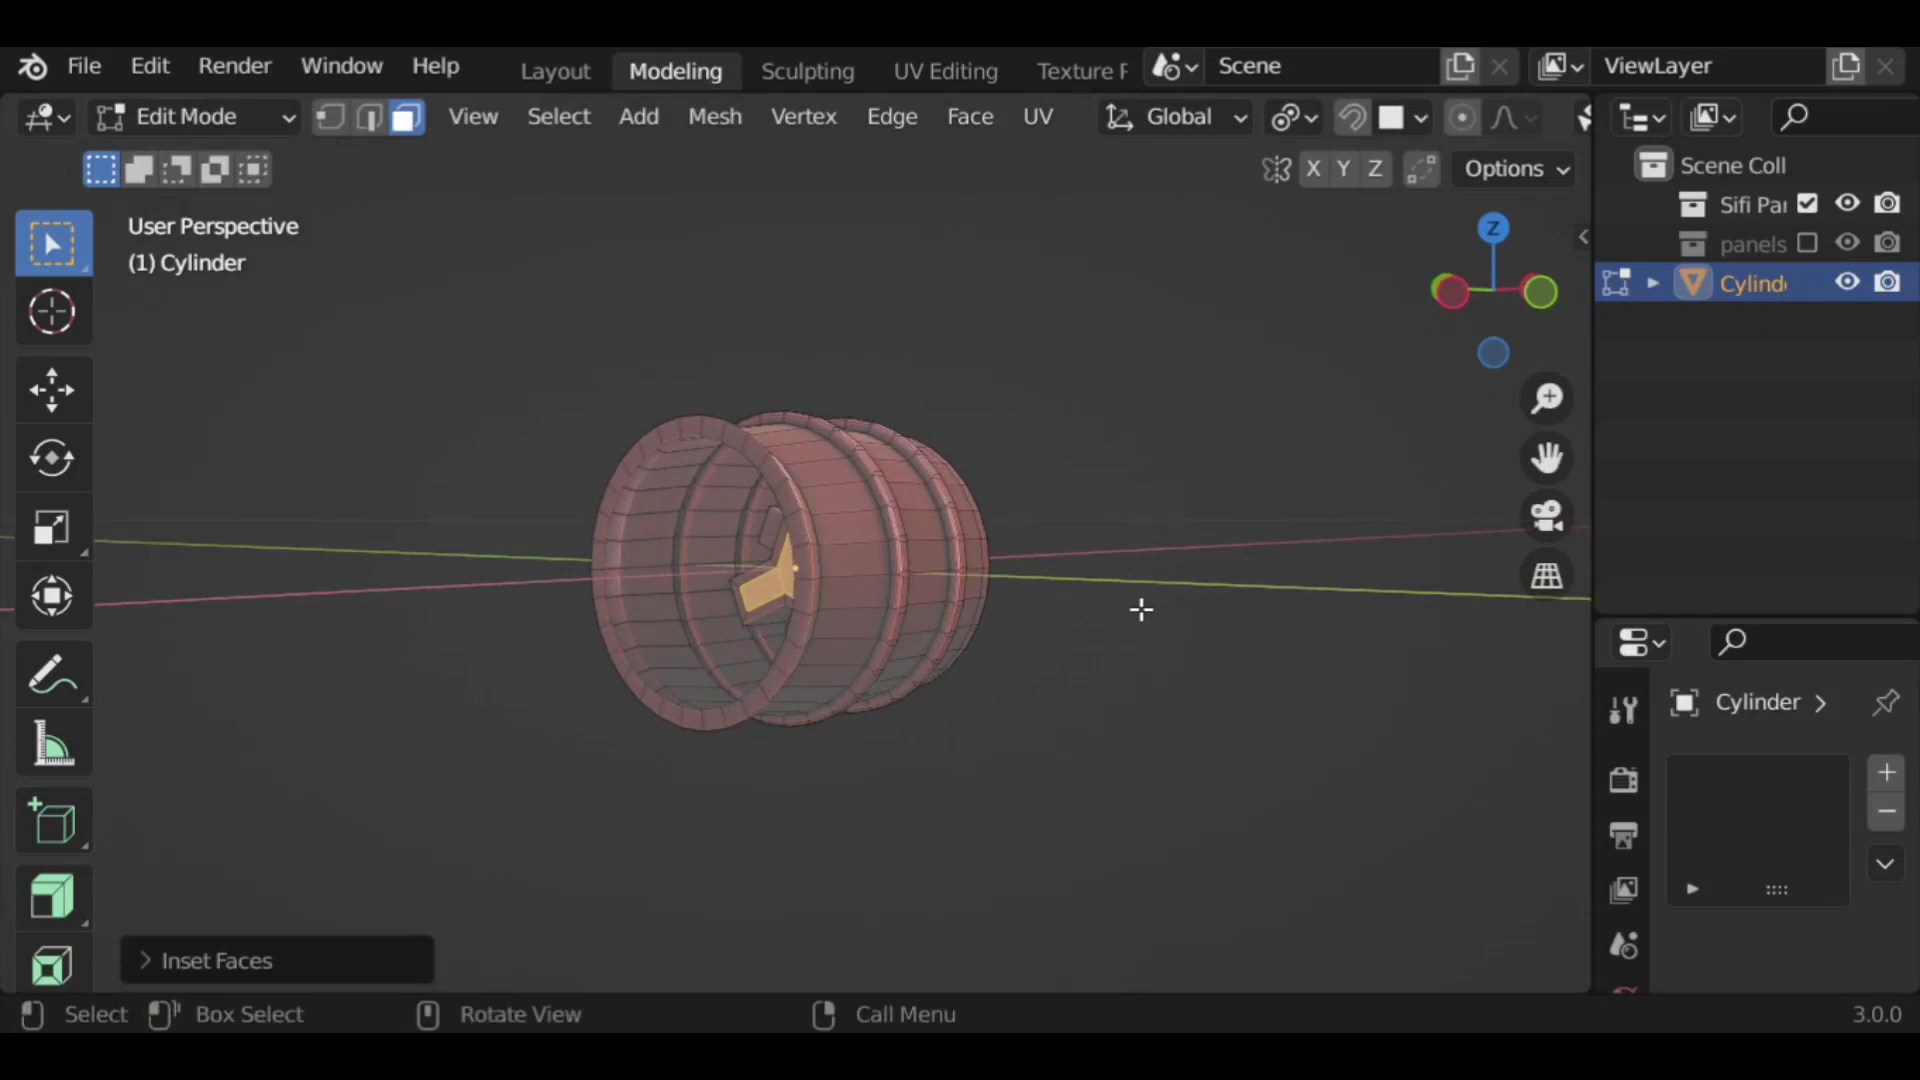 File Edit Render Window Help Layout Modeling Sculpting UV Editing Texture P Scene ViewLayer
Edit Mode View Select Add Mesh Vertex Edge Face UV Global
X Y Z Options
User Perspective
(1) Cylinder
Z
Scene Coll
Sifi Pan
panels
Cylind
Cylinder
Inset Faces
Select Box Select Rotate View Call Menu 3.0.0